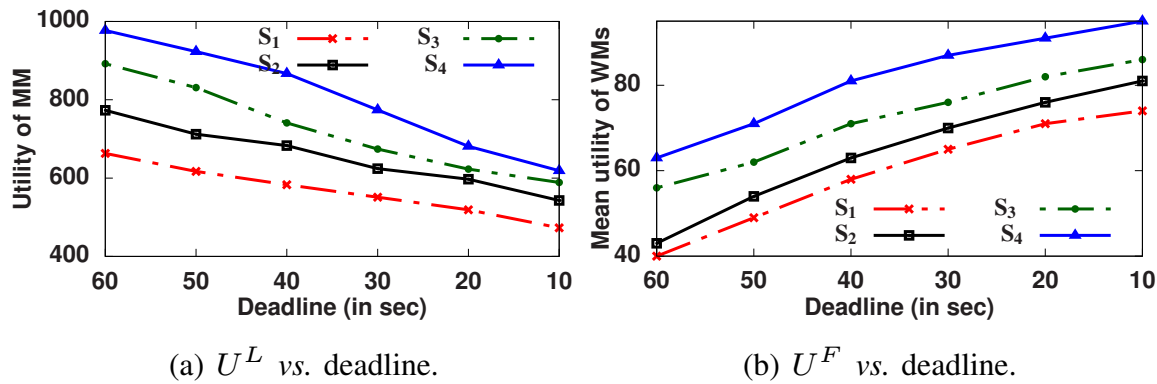 1000
800
600
400
Utility of MM
S1
S2
S3
S4
60 50 40 30 20 10
Deadline (in sec)
(a) U^L vs. deadline.
80
60
40
Mean utility of WMs
S1
S2
S3
S4
60 50 40 30 20 10
Deadline (in sec)
(b) U^F vs. deadline.